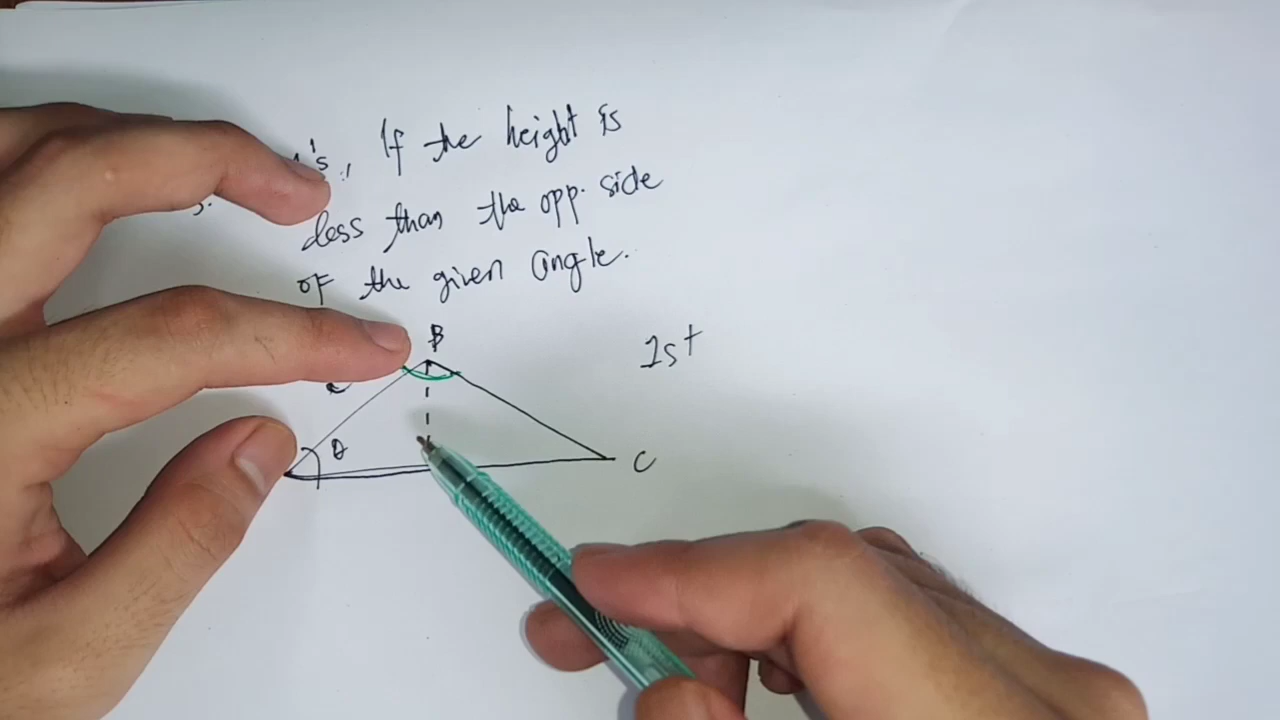 If the height is
less than the opp. side
of the given angle.
B
1st
θ
C